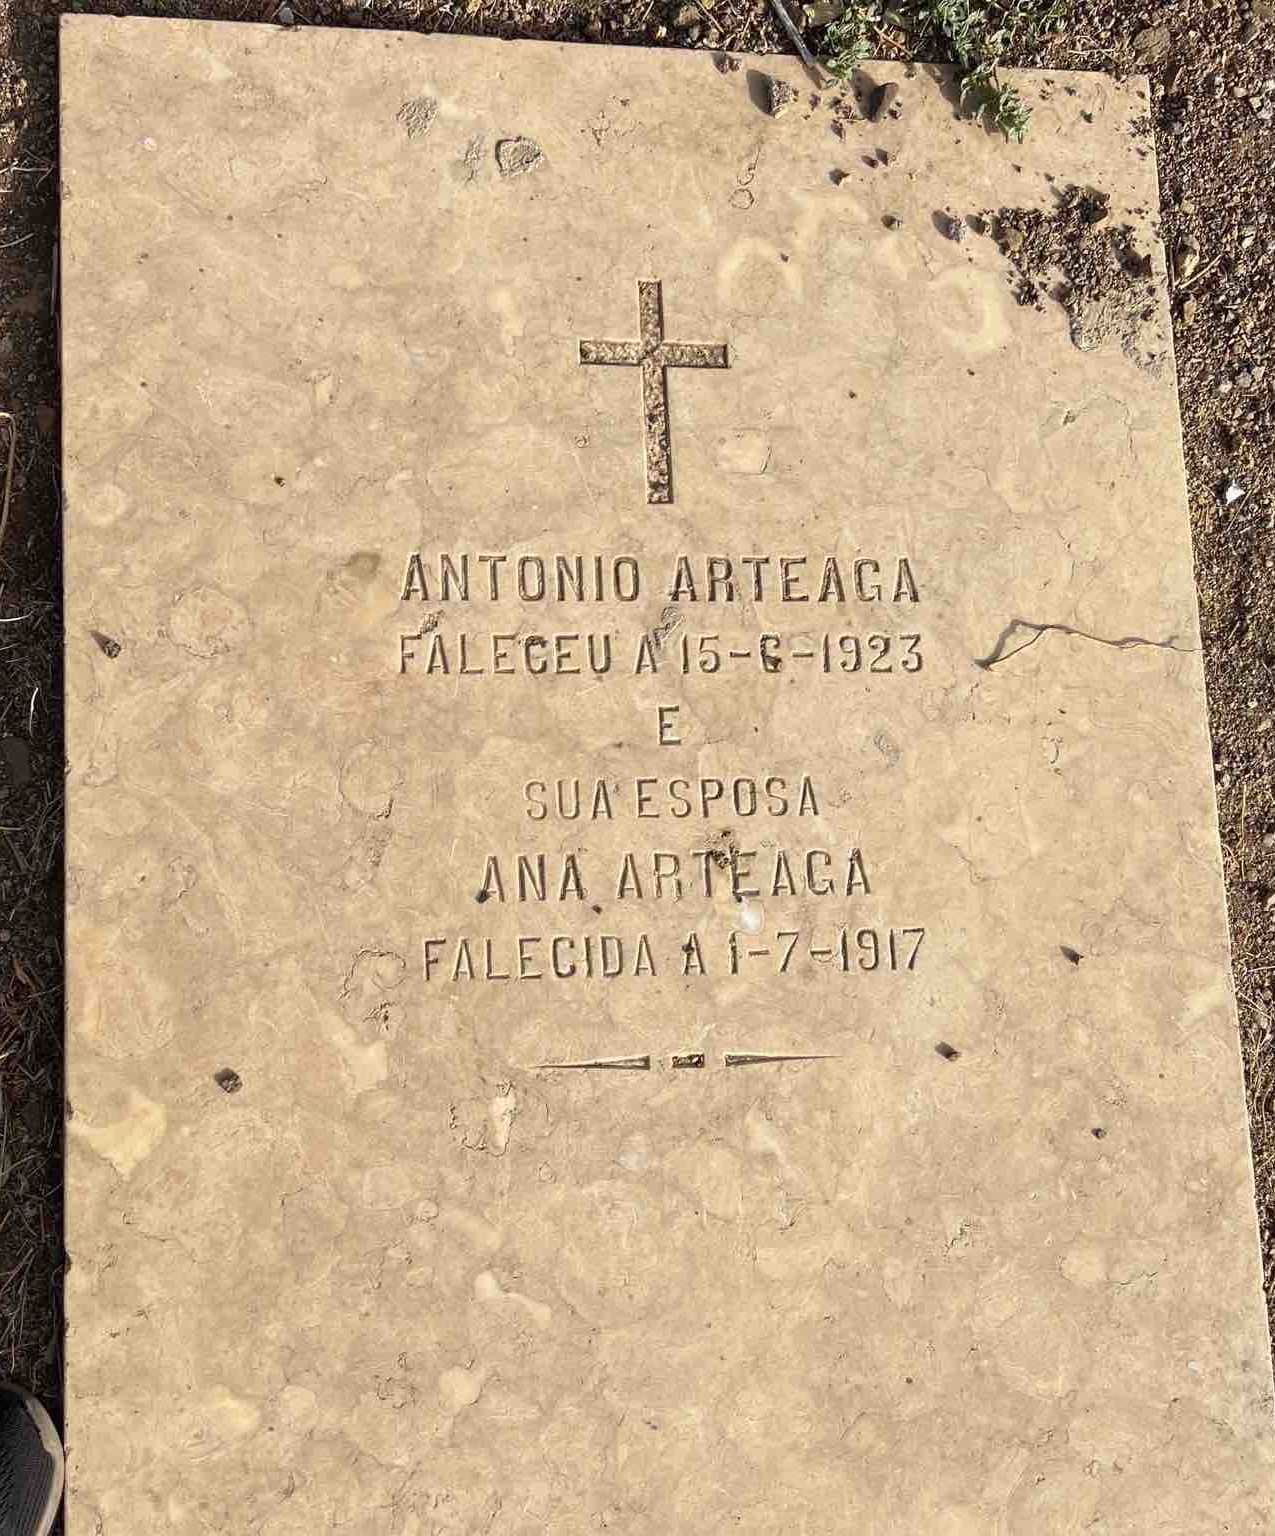 ANTONIO ARTEAGA
FALECEU A 15-6-1923
E
SUA ESPOSA
ANA ARTEAGA
FALECIDA A 1-7-1917